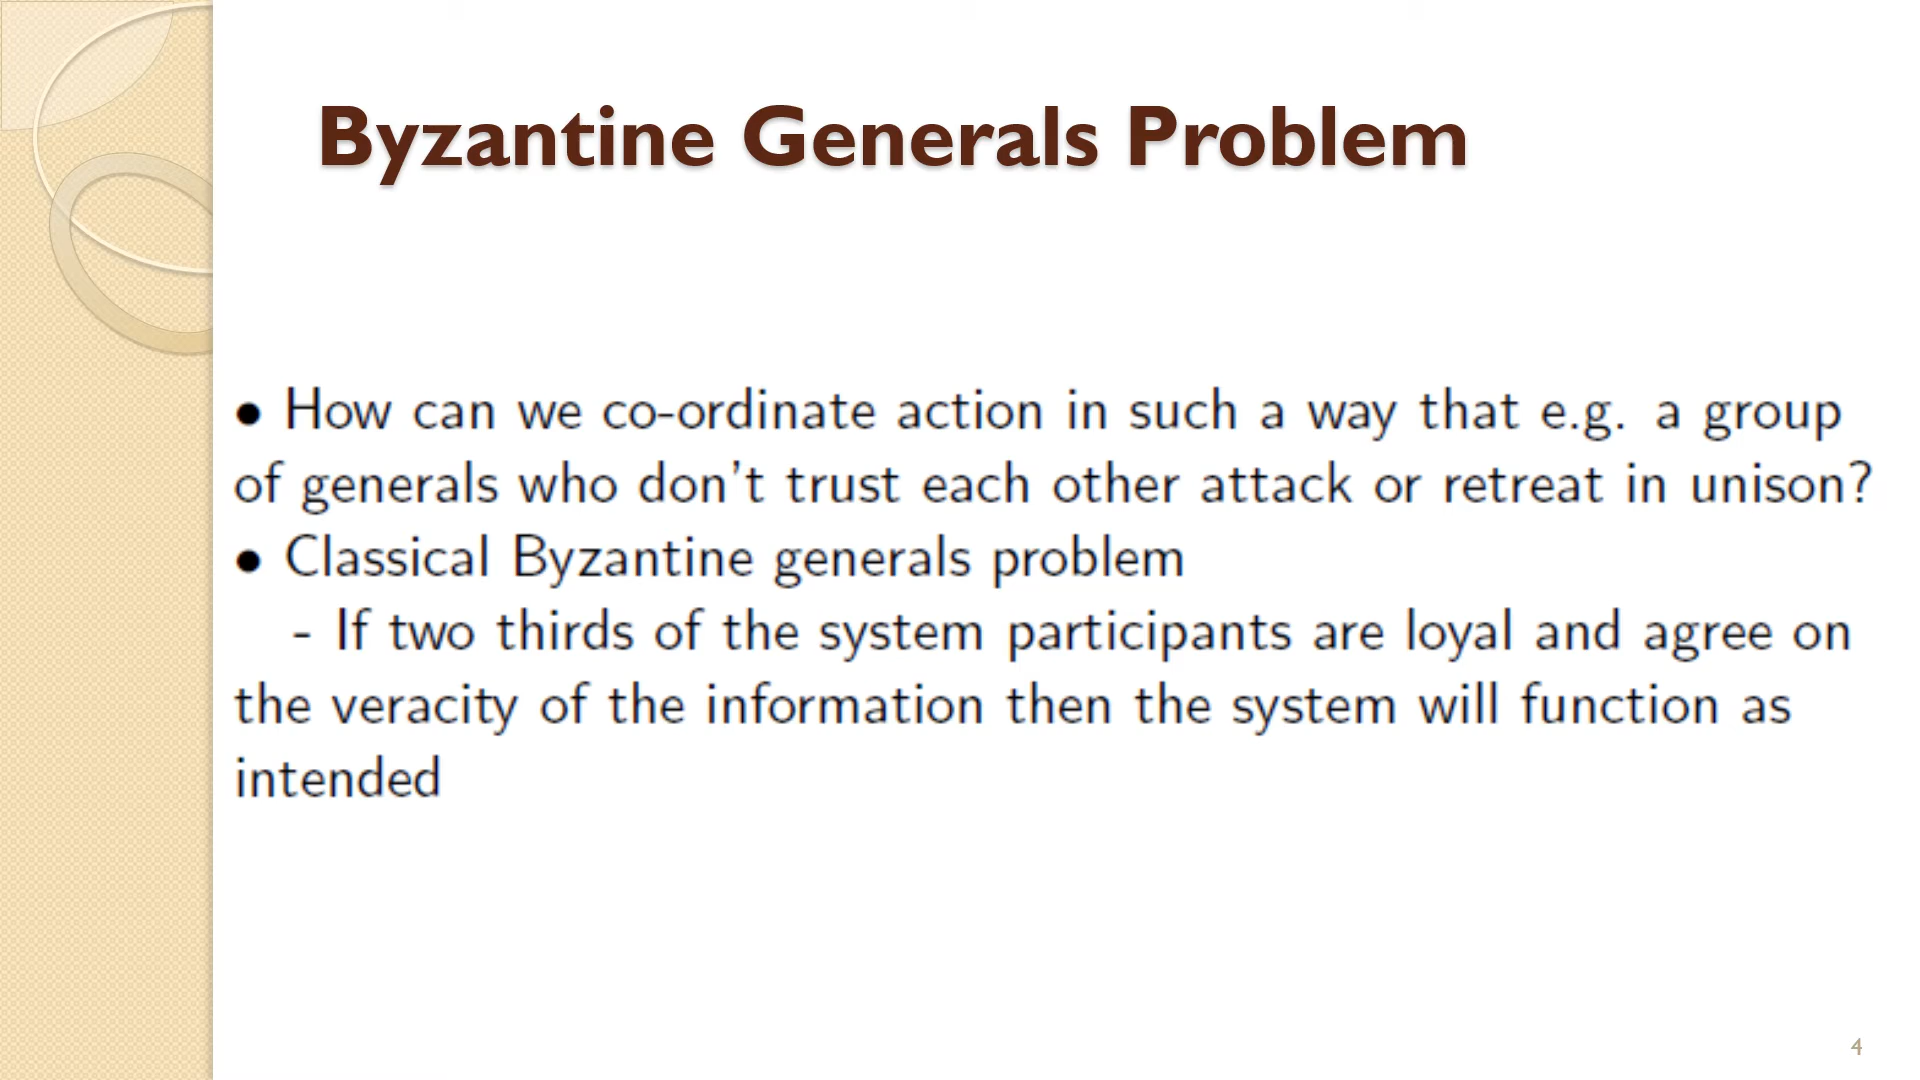 Byzantine Generals Problem
● How can we co-ordinate action in such a way that e.g. a group
of generals who don't trust each other attack or retreat in unison?
● Classical Byzantine generals problem
- If two thirds of the system participants are loyal and agree on
the veracity of the information then the system will function as
intended
4